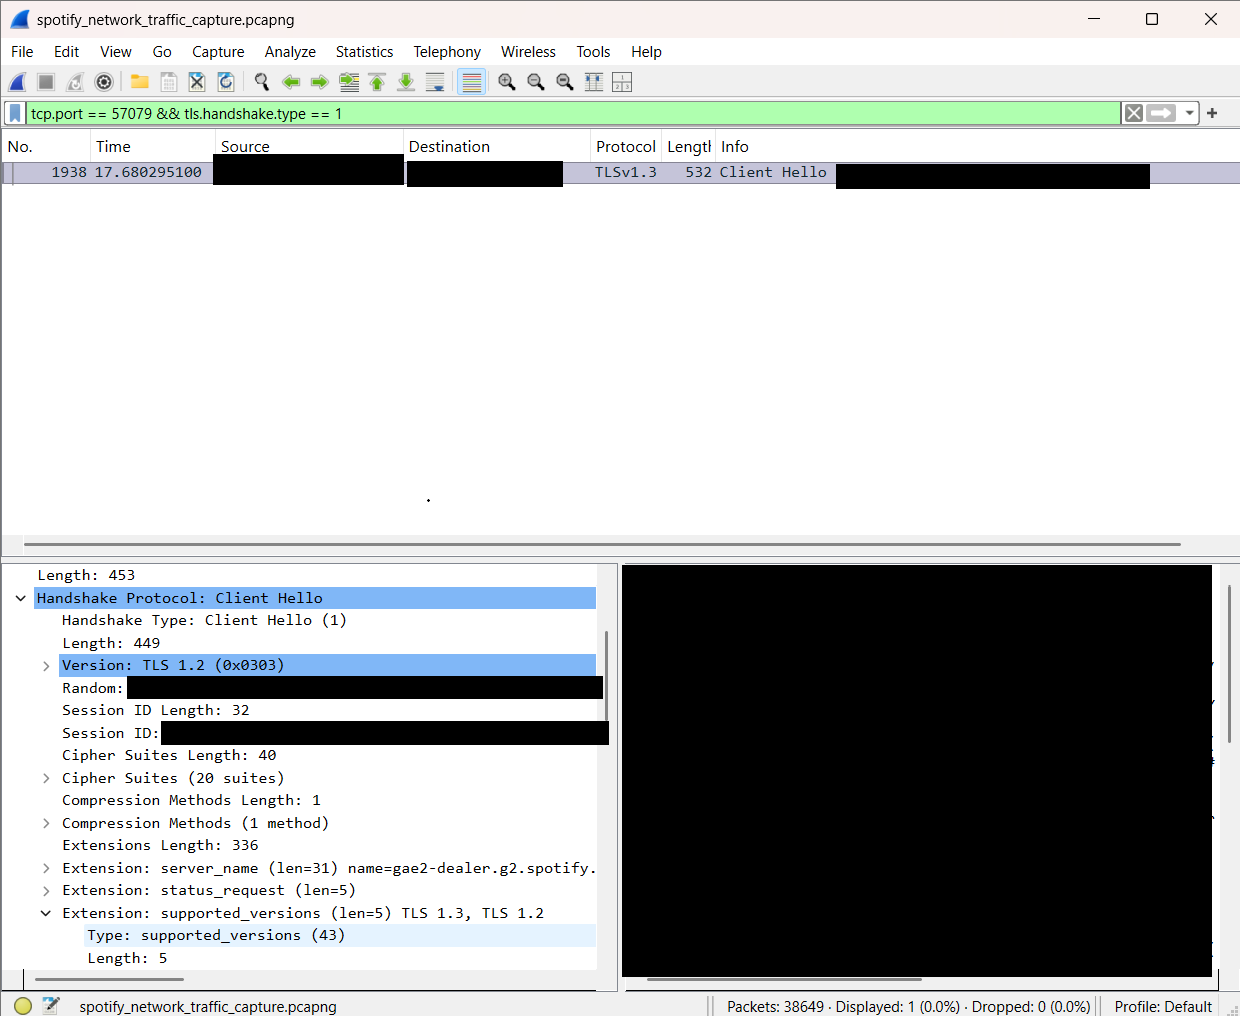 spotify_network_traffic_capture.pcapng
File Edit View Go Capture Analyze Statistics Telephony Wireless Tools Help
tcp.port == 57079 && tls.handshake.type == 1
No. Time Source Destination Protocol Length Info
1938 17.680295100 TLSv1.3 532 Client Hello
Length: 453
Handshake Protocol: Client Hello
Handshake Type: Client Hello (1)
Length: 449
Version: TLS 1.2 (0x0303)
Random:
Session ID Length: 32
Session ID:
Cipher Suites Length: 40
Cipher Suites (20 suites)
Compression Methods Length: 1
Compression Methods (1 method)
Extensions Length: 336
Extension: server_name (len=31) name=gae2-dealer.g2.spotify.
Extension: status_request (len=5)
Extension: supported_versions (len=5) TLS 1.3, TLS 1.2
Type: supported_versions (43)
Length: 5
spotify_network_traffic_capture.pcapng
Packets: 38649 · Displayed: 1 (0.0%) · Dropped: 0 (0.0%)
Profile: Default